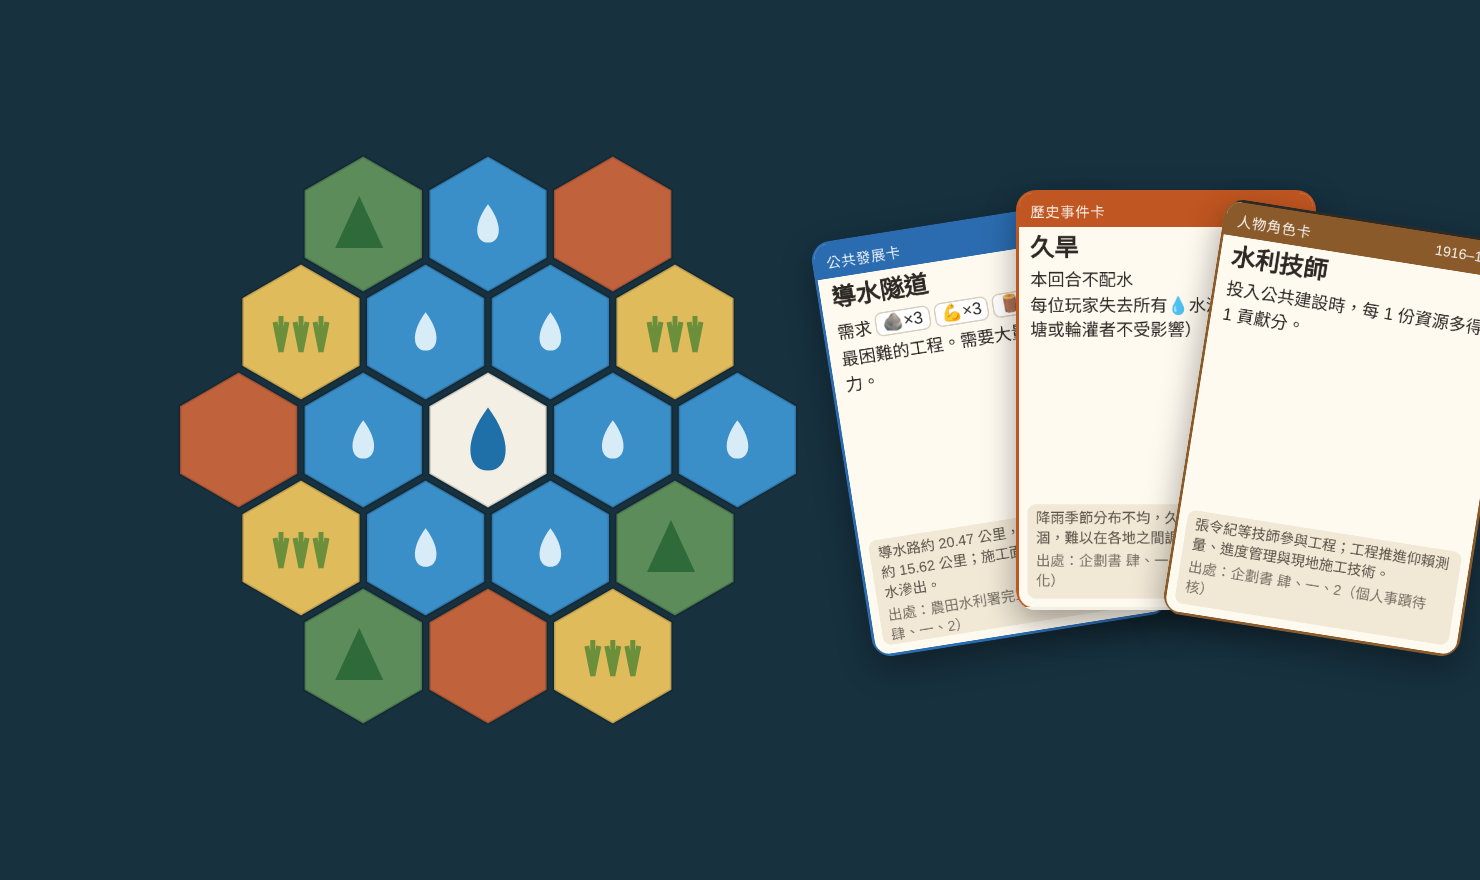 公共發展卡
導水隧道
需求 ×3 💪×3
最困難的工程。需要大
力。
導水路約 20.47 公里，
約 15.62 公里；施工
水滲出。
出處：農田水利署
肆、一、2）
歷史事件卡
久旱
本回合不配水
每位玩家失去所有💧水
塘或輪灌者不受影響）
降雨季節分布不均，久
涸，難以在各地之間
出處：企劃書 肆、一
化）
人物角色卡
1916–1
水利技師
投入公共建設時，每 1 份資源多得
1 頁獻分。
張令紀等技師參與工程；工程推進仰賴測
量、進度管理與現地施工技術。
出處：企劃書 肆、一、2（個人事蹟待
核）